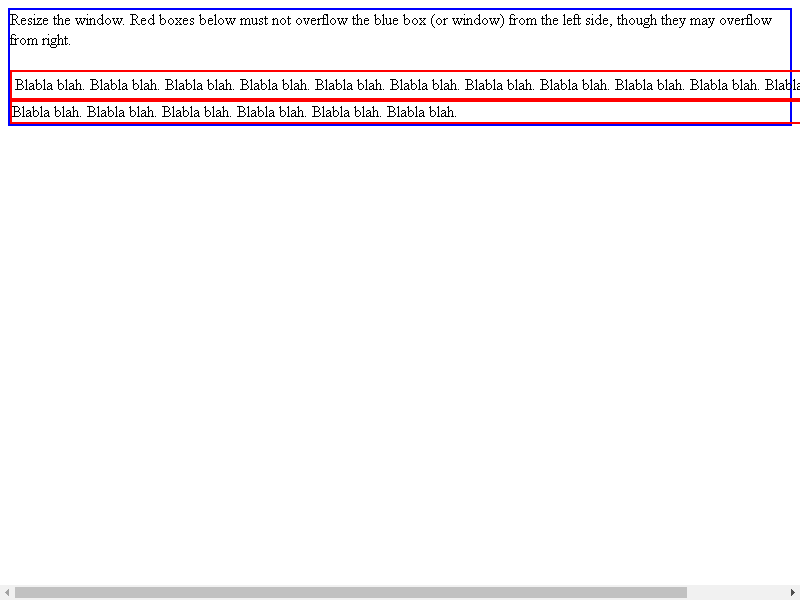 Resize the window. Red boxes below must not overflow the blue box (or window) from the left side, though they may overflow
from right.
Blabla blah. Blabla blah. Blabla blah. Blabla blah. Blabla blah. Blabla blah. Blabla blah. Blabla blah. Blabla blah. Blabla blah. Blabla
Blabla blah. Blabla blah. Blabla blah. Blabla blah. Blabla blah. Blabla blah.